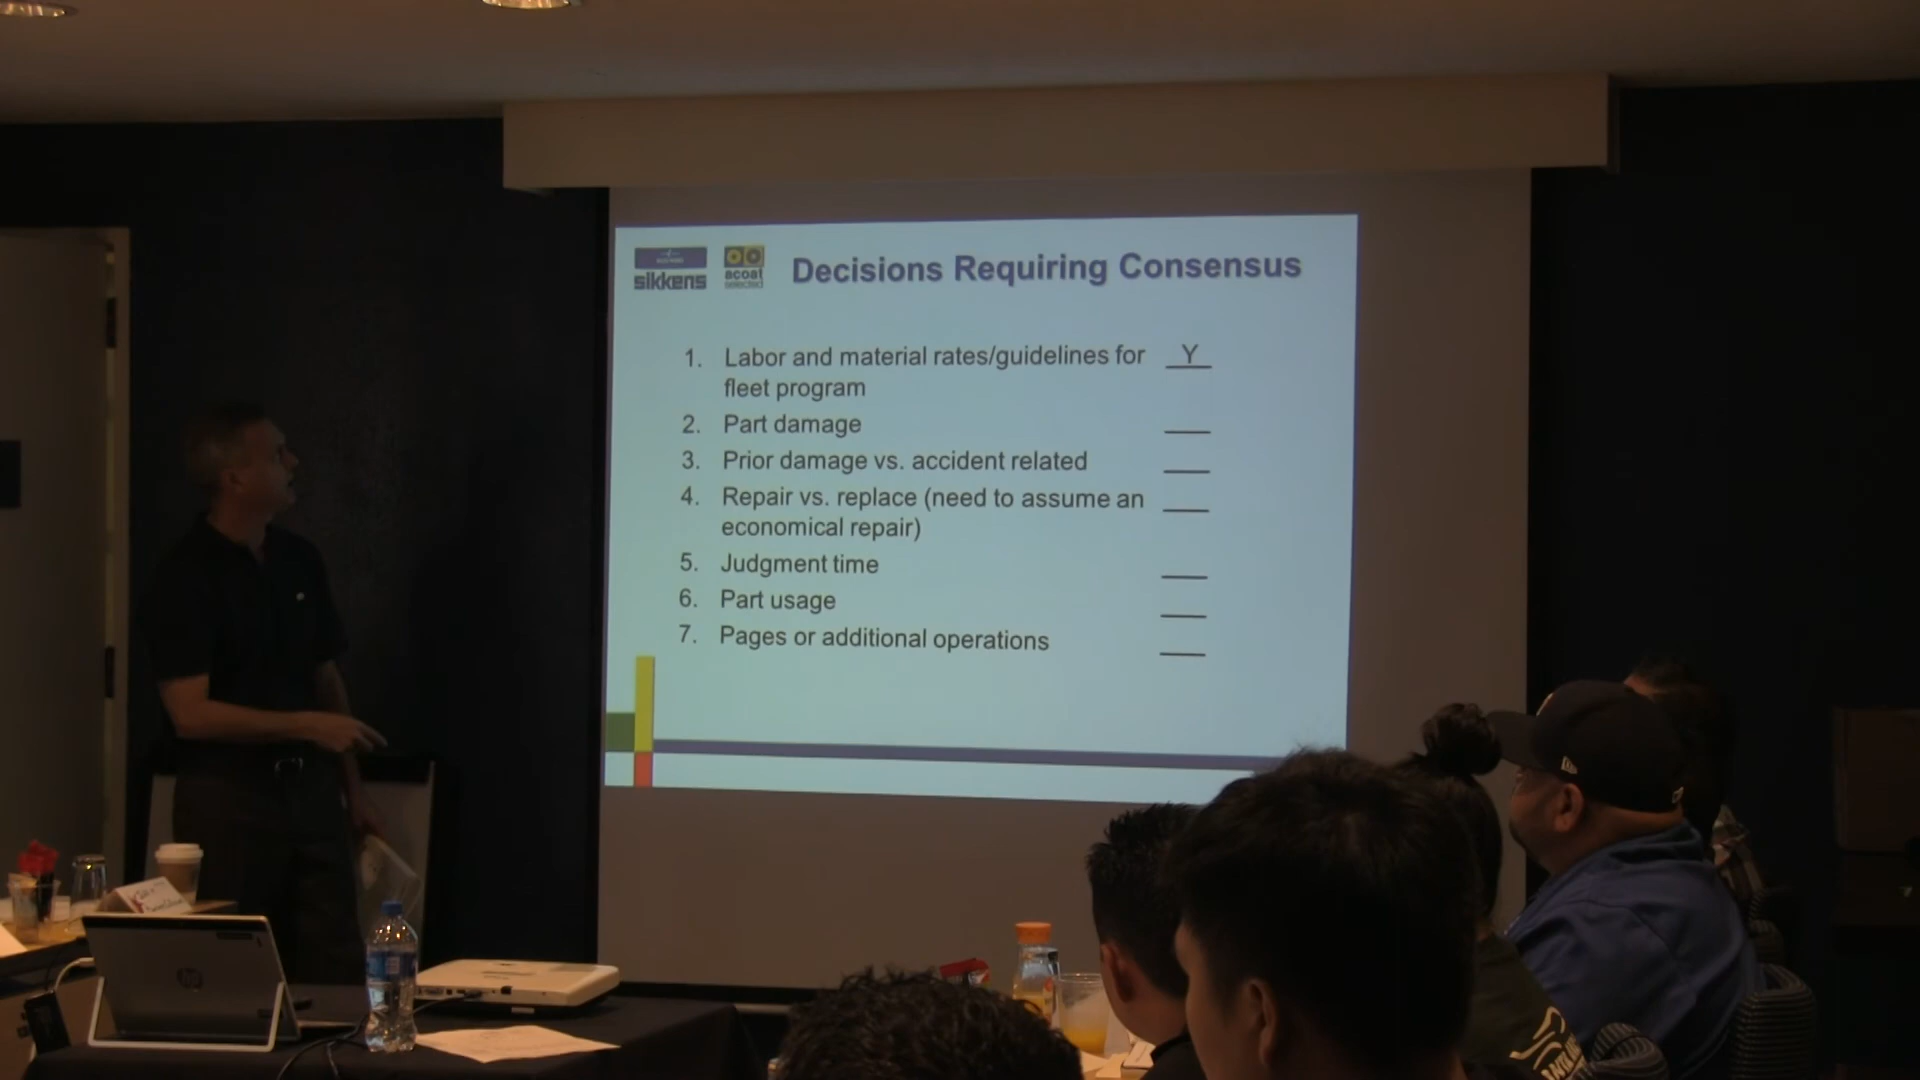 sikkens
acoat
selected
Decisions Requiring Consensus
1. Labor and material rates/guidelines for Y
fleet program
2. Part damage
3. Prior damage vs. accident related
4. Repair vs. replace (need to assume an
economical repair)
5. Judgment time
6. Part usage
7. Pages or additional operations
hp